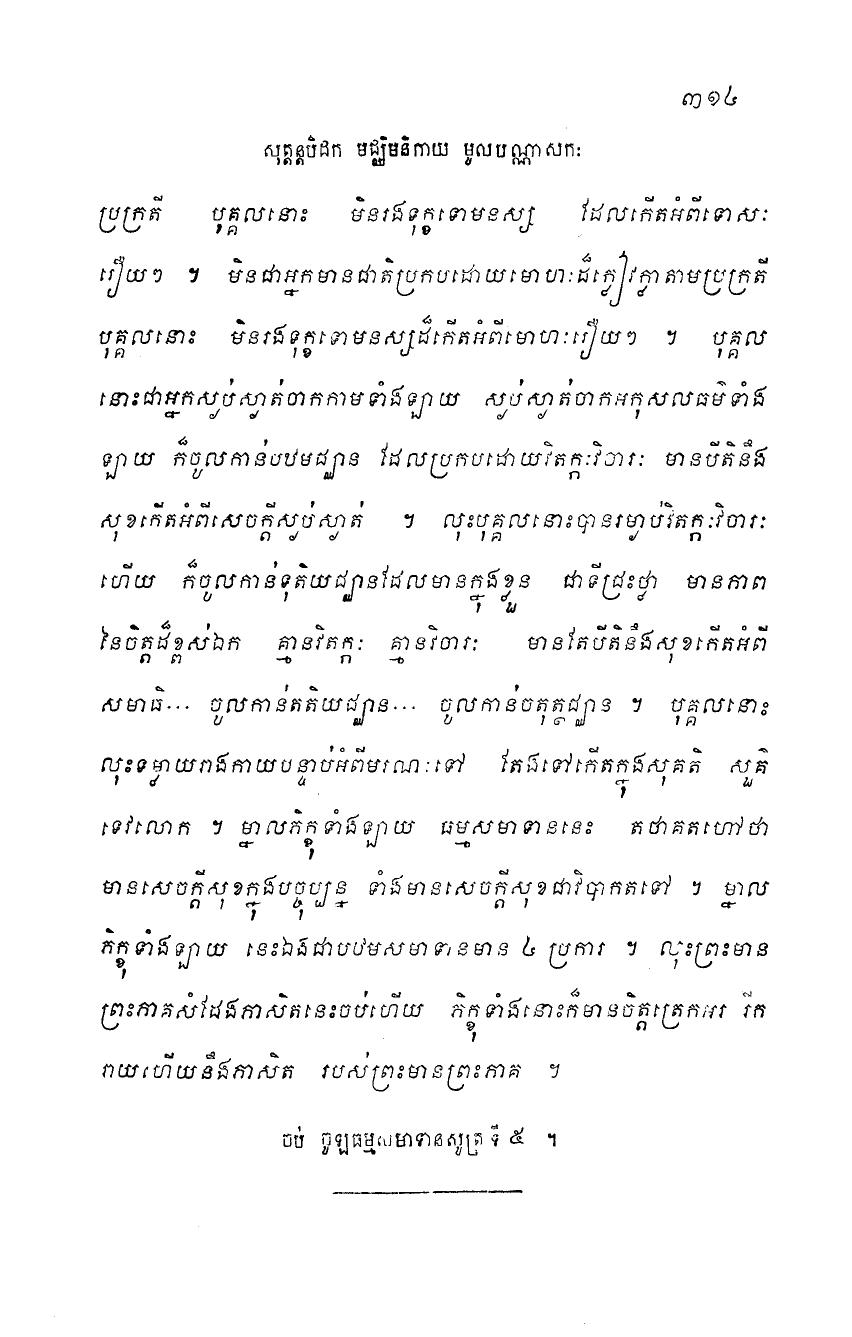 ៣១៤
សុត្តន្តបិដក មជ្ឈិមនិកាយ មូលបណ្ណាសកៈ
ប្រក្រតី បុគ្គលនោះ មិនរងទុក្ខទោមនស្ស ដែលកើតអំពីទោសៈ
រឿយៗ ។ មិនជាអ្នកមានជាតិប្រកបដោយមោហៈដ៏ក្លៀវក្លាតាមប្រក្រតី
បុគ្គលនោះ មិនរងទុក្ខទោមនស្សដ៏កើតអំពីមោហៈរឿយៗ ។ បុគ្គល
នោះជាអ្នកស្ងប់ស្ងាត់ចាកកាមទាំងឡាយ ស្ងប់ស្ងាត់ចាកអកុសលធម៌ទាំង
ឡាយ ក៏ចូលកាន់បឋមជ្ឈាន ដែលប្រកបដោយវិតក្កៈវិចារៈ មានបីតិនឹង
សុខកើតអំពីសេចក្តីស្ងប់ស្ងាត់ ។ លុះបុគ្គលនោះបានរម្ងាប់វិតក្កៈវិចារៈ
ហើយ ក៏ចូលកាន់ទុតិយជ្ឈានដែលមានក្នុងខ្លួន ជាទីជ្រះថ្លា មានភាព
នៃចិត្តដ៏ខ្ពស់ឯក គ្មានវិតក្កៈ គ្មានវិចារៈ មានតែបីតិនឹងសុខកើតអំពី
សមាធិ... ចូលកាន់តតិយជ្ឈាន... ចូលកាន់ចតុត្ថជ្ឈាន ។ បុគ្គលនោះ
លុះទម្លាយរាងកាយបន្ទាប់អំពីមរណៈទៅ តែងទៅកើតក្នុងសុគតិ សួគ៌
ទេវលោក ។ ម្នាលភិក្ខុទាំងឡាយ ធម្មសមាទាននេះ តថាគតហៅថា
មានសេចក្តីសុខក្នុងបច្ចុប្បន្ន ទាំងមានសេចក្តីសុខជាវិបាកតទៅ ។ ម្នាល
ភិក្ខុទាំងឡាយ នេះឯងជាបឋមសមាទានមាន ៤ ប្រការ ។ លុះព្រះមាន
ព្រះភាគសំដែងភាសិតនេះចប់ហើយ ភិក្ខុទាំងនោះក៏មានចិត្តត្រេកអរ រីក
រាយហើយនឹងភាសិត របស់ព្រះមានព្រះភាគ ។
ចប់ ចូឡធម្មសមាទានសូត្រ ទី ៥ ។